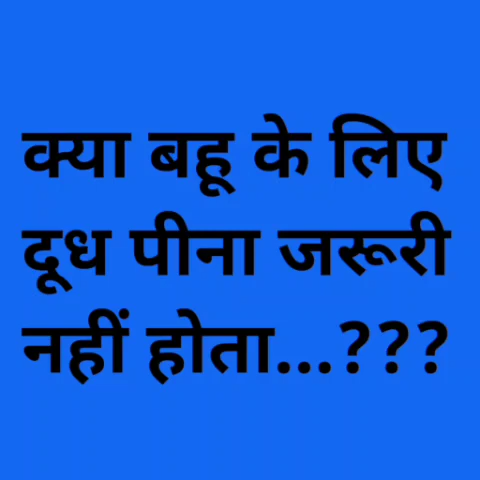 क्या बहू के लिए
दूध पीना जरूरी
नहीं होता...???